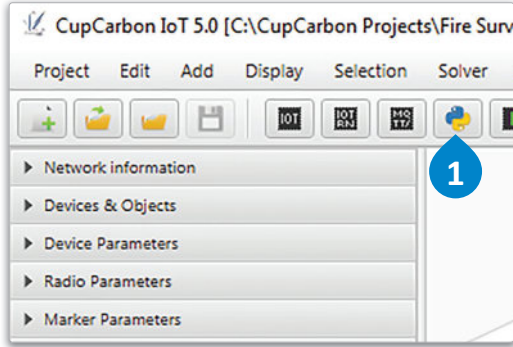 CupCarbon IoT 5.0 [C:\CupCarbon Projects\Fire Surv
Project Edit Add Display Selection Solver
IOT IOT RN MQ TT/
1
Network information
Devices & Objects
Device Parameters
Radio Parameters
Marker Parameters